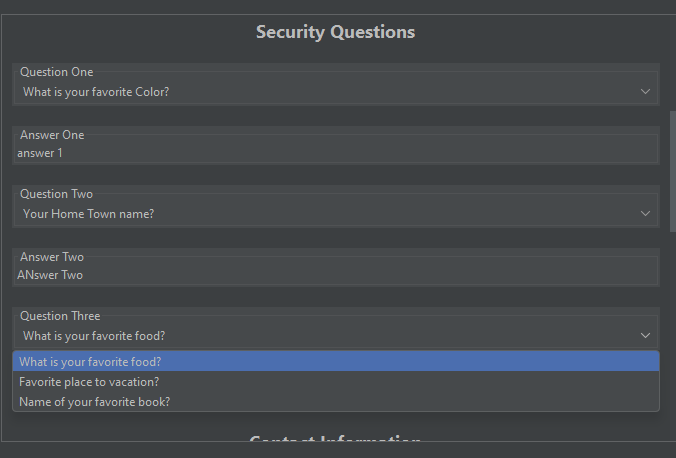 Security Questions
Question One
What is your favorite Color?
Answer One
answer 1
Question Two
Your Home Town name?
Answer Two
ANswer Two
Question Three
What is your favorite food?
What is your favorite food?
Favorite place to vacation?
Name of your favorite book?
Contact Information